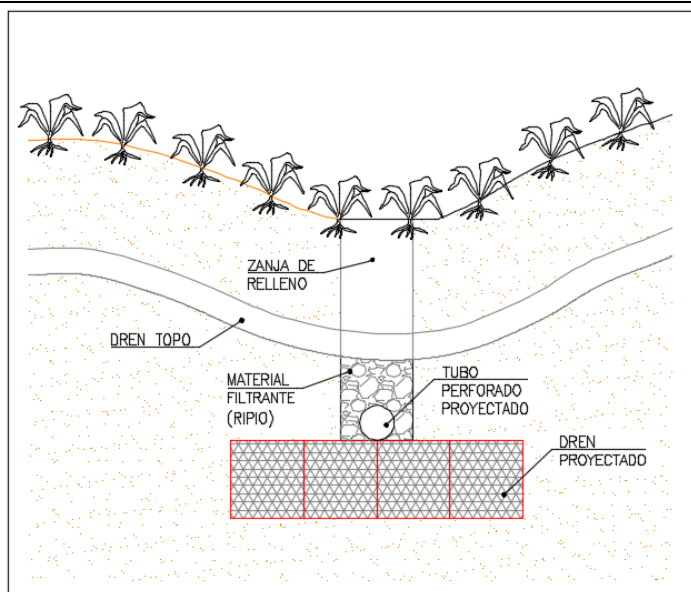 ZANJA DE
RELLENO
DREN TOPO
MATERIAL
FILTRANTE
(RIPIO)
TUBO
PERFORADO
PROYECTADO
DREN
PROYECTADO